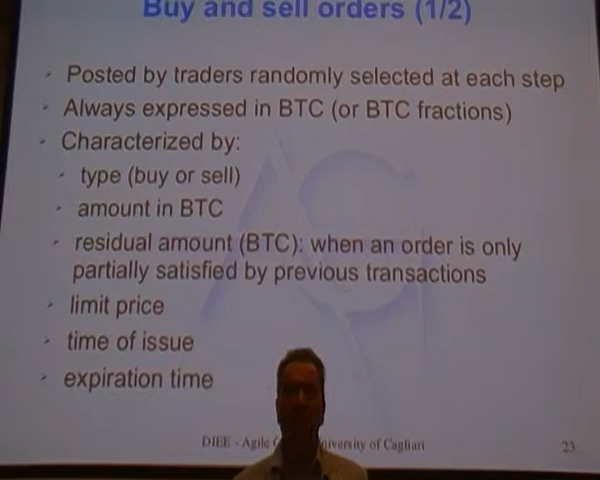 Buy and sell orders (1/2)
Posted by traders randomly selected at each step
Always expressed in BTC (or BTC fractions)
Characterized by:
type (buy or sell)
amount in BTC
residual amount (BTC): when an order is only
partially satisfied by previous transactions
limit price
time of issue
expiration time
DIEE - Agile University of Cagliari
23